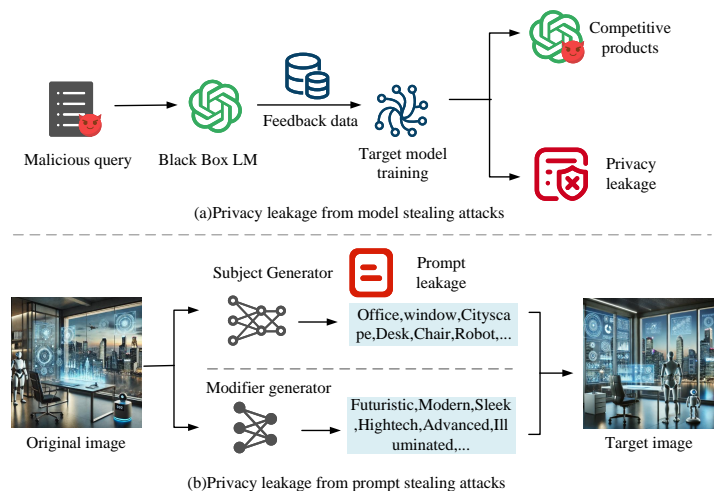 Competitive
products
Feedback data
Malicious query
Black Box LM
Target model
training
Privacy
leakage
(a)Privacy leakage from model stealing attacks
Subject Generator
Prompt
leakage
Office,window,Citysca
pe,Desk,Chair,Robot,...
Modifier generator
Futuristic,Modern,Sleek
,Hightech,Advanced,Ill
uminated,...
Original image
Target image
(b)Privacy leakage from prompt stealing attacks